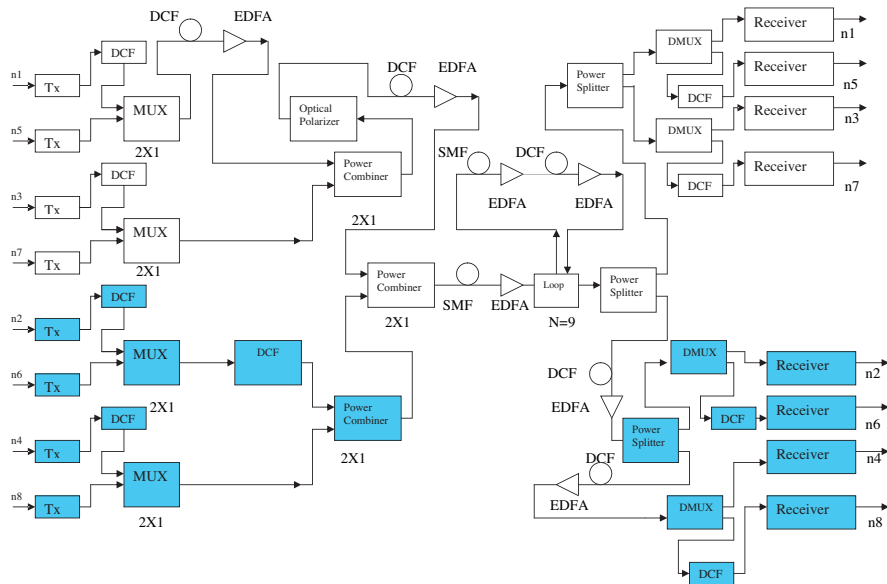 DCF
EDFA
DCF
n1
Tx
MUX
n5
Tx
2X1
DCF
EDFA
Optical
Polarizer
Power
Combiner
2X1
DCF
n3
Tx
MUX
n7
Tx
2X1
SMF
DCF
EDFA
EDFA
Power
Combiner
2X1
SMF
EDFA
Loop
N=9
Power
Splitter
Power
Splitter
DMUX
Receiver
n1
DCF
Receiver
n5
DMUX
Receiver
n3
DCF
Receiver
n7
DCF
n2
Tx
MUX
n6
Tx
2X1
DCF
Power
Combiner
2X1
DCF
n4
Tx
MUX
n8
Tx
2X1
DCF
EDFA
Power
Splitter
DCF
EDFA
DMUX
Receiver
n2
DCF
Receiver
n6
DMUX
Receiver
n4
DCF
Receiver
n8